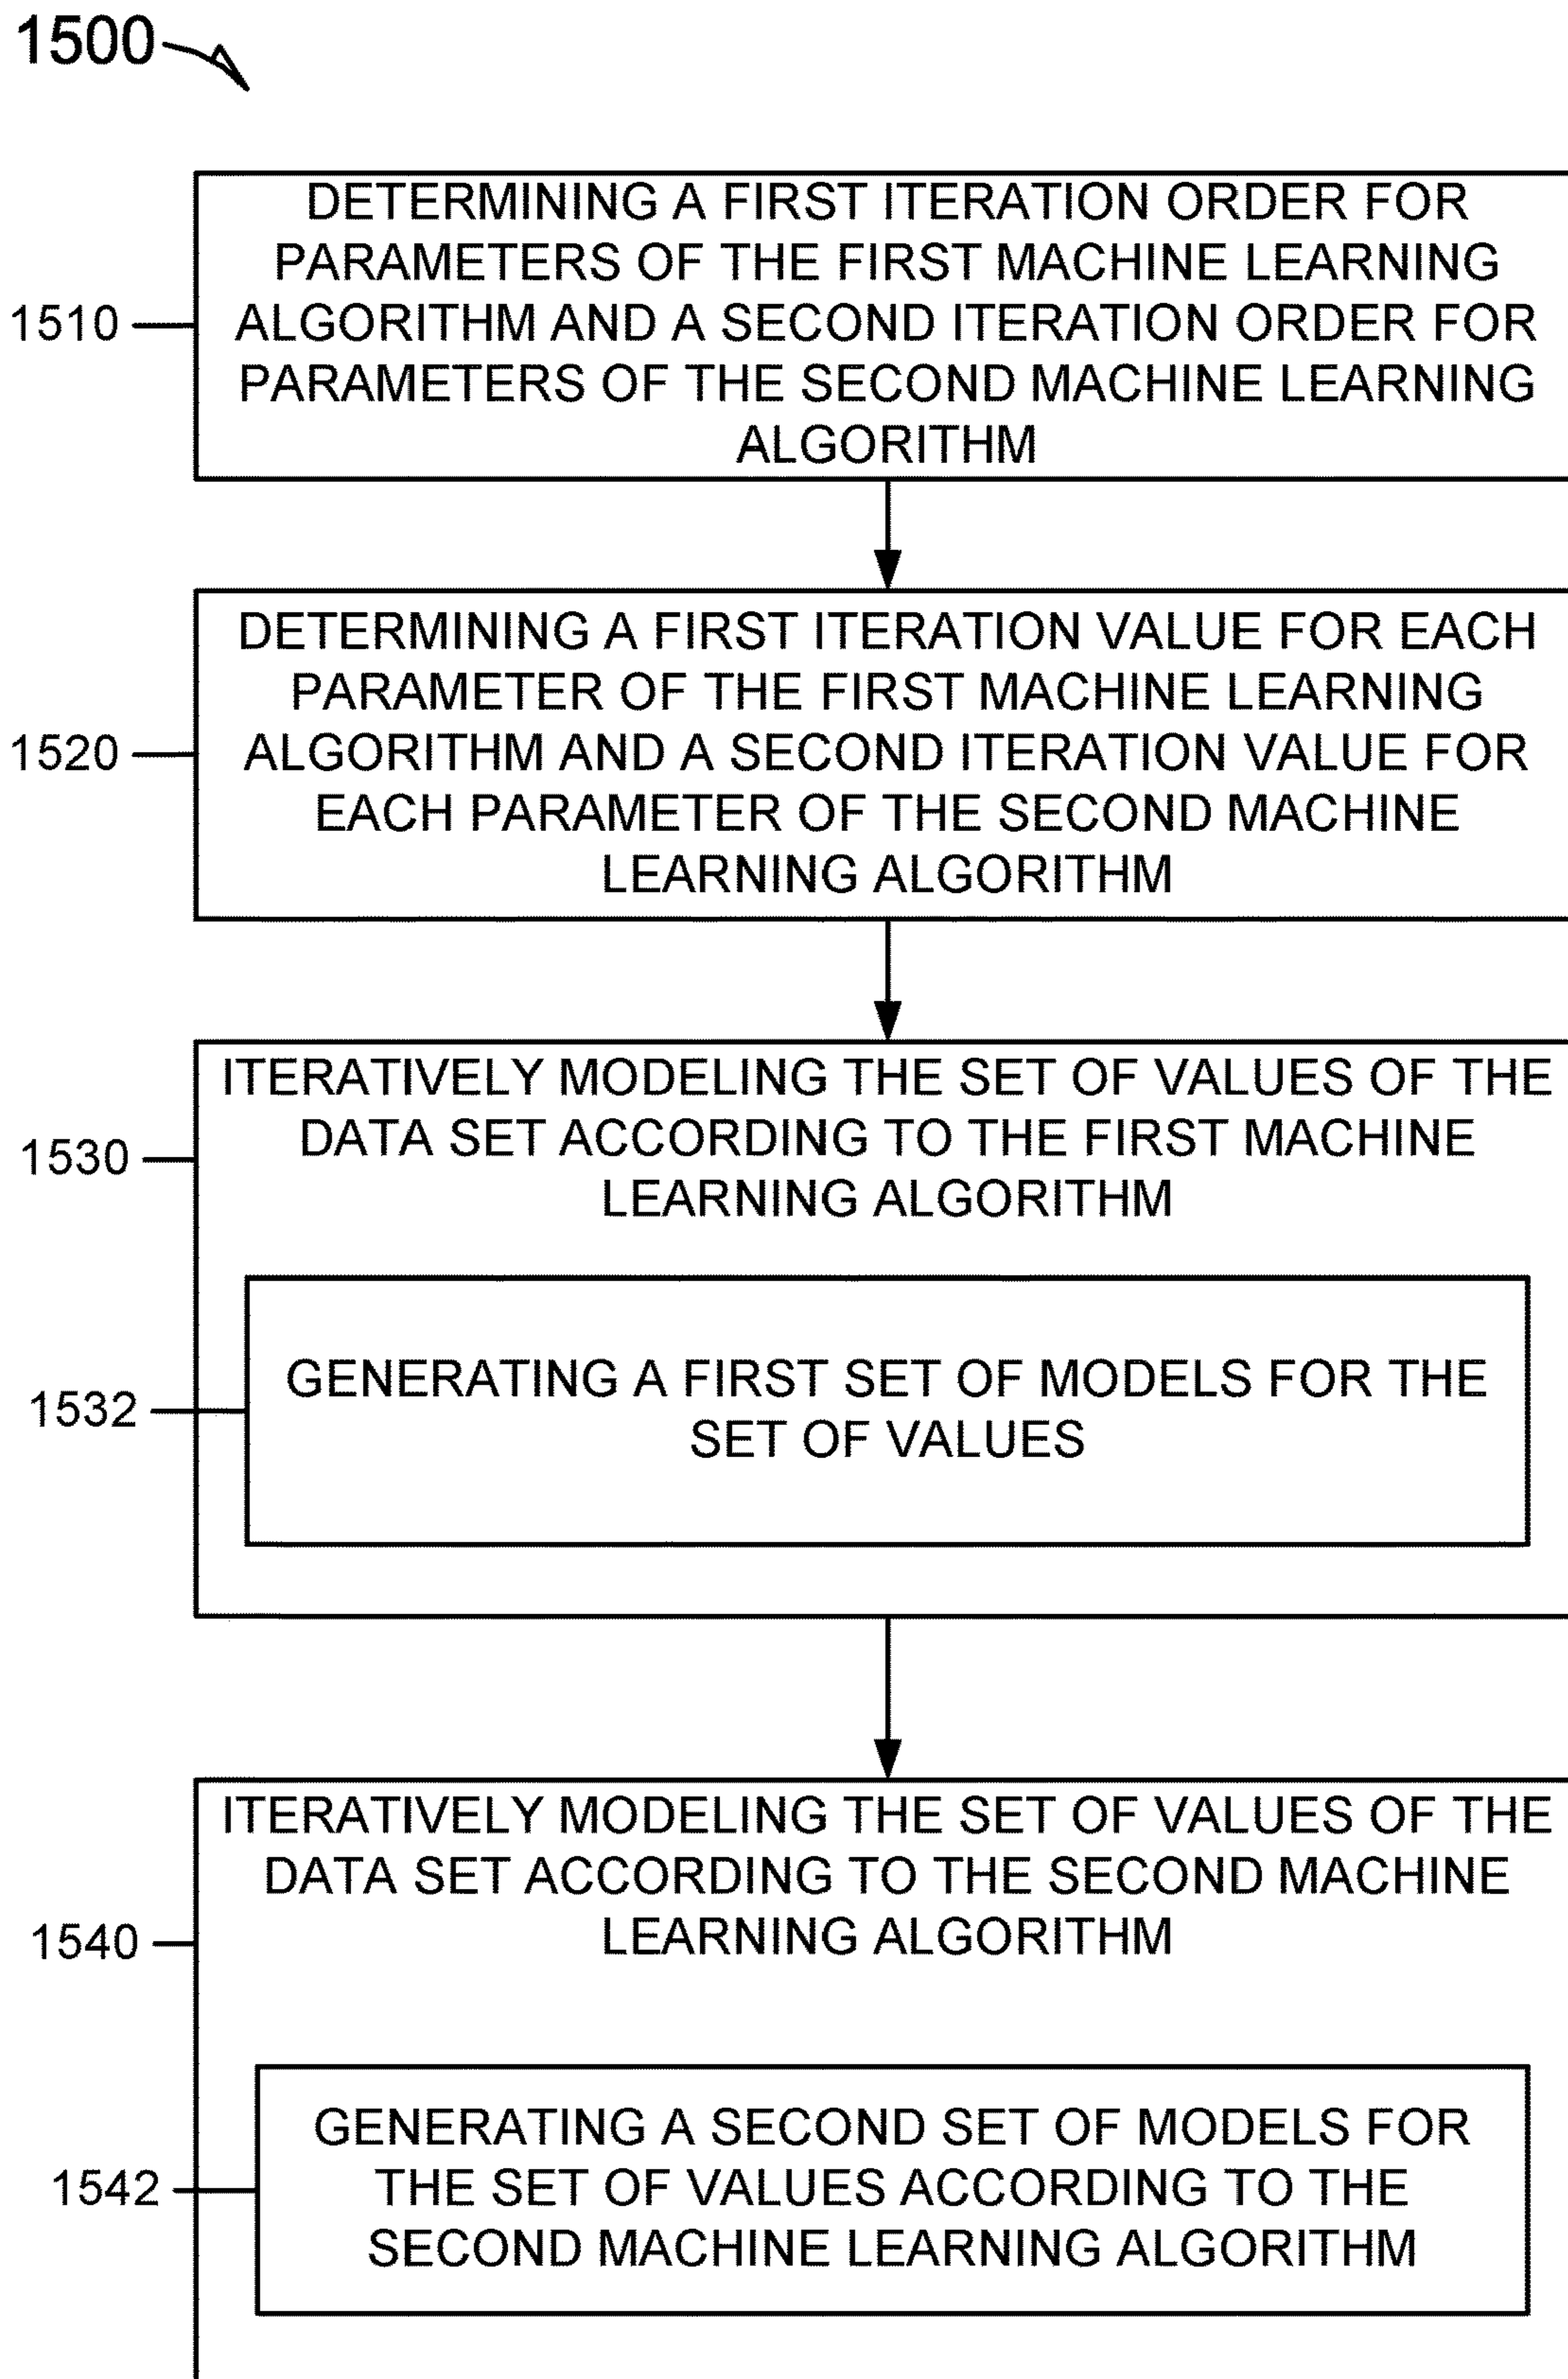 1500
DETERMINING A FIRST ITERATION ORDER FOR
PARAMETERS OF THE FIRST MACHINE LEARNING
1510
ALGORITHM AND A SECOND ITERATION ORDER FOR
PARAMETERS OF THE SECOND MACHINE LEARNING
ALGORITHM
DETERMINING A FIRST ITERATION VALUE FOR EACH
PARAMETER OF THE FIRST MACHINE LEARNING
1520
ALGORITHM AND A SECOND ITERATION VALUE FOR
EACH PARAMETER OF THE SECOND MACHINE
LEARNING ALGORITHM
ITERATIVELY MODELING THE SET OF VALUES OF THE
DATA SET ACCORDING TO THE FIRST MACHINE
1530
LEARNING ALGORITHM
GENERATING A FIRST SET OF MODELS FOR THE
1532
SET OF VALUES
ITERATIVELY MODELING THE SET OF VALUES OF THE
DATA SET ACCORDING TO THE SECOND MACHINE
1540
LEARNING ALGORITHM
GENERATING A SECOND SET OF MODELS FOR
1542
THE SET OF VALUES ACCORDING TO THE
SECOND MACHINE LEARNING ALGORITHM